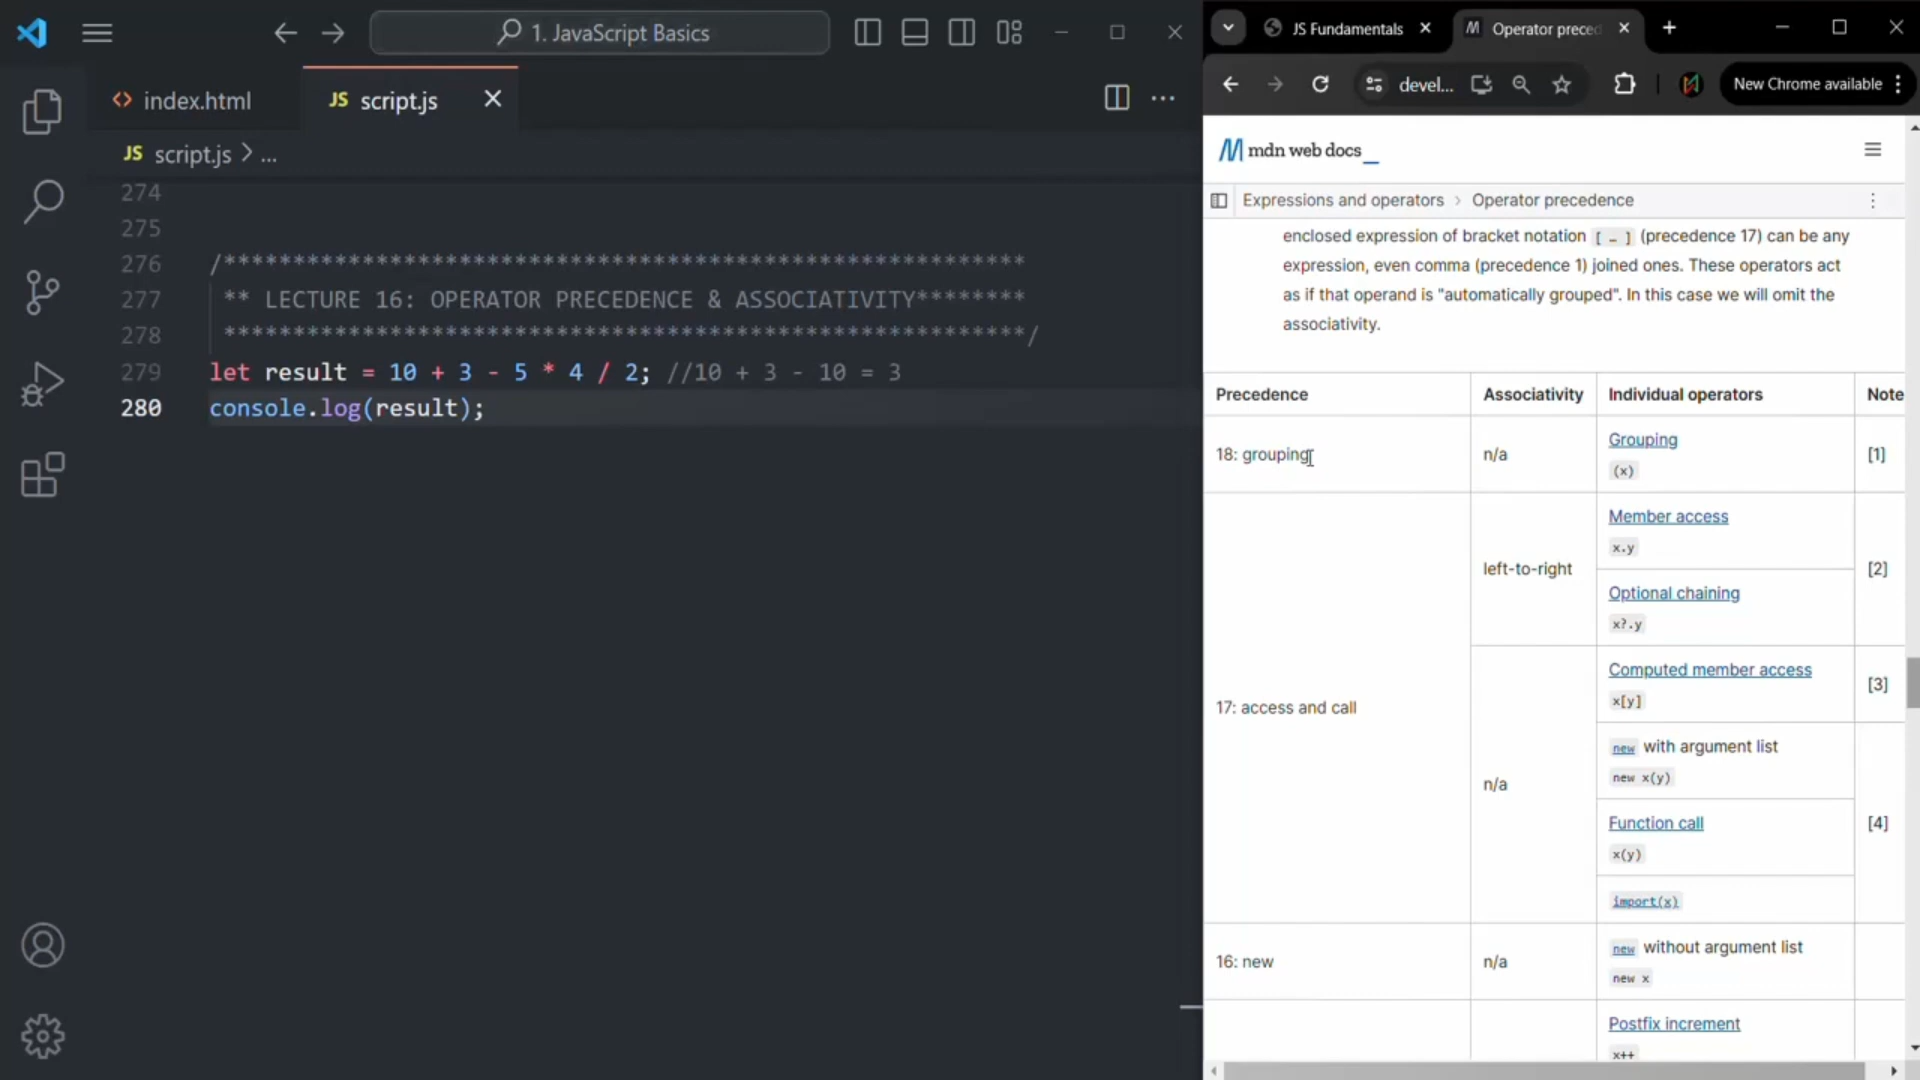 1. JavaScript Basics
index.html
JS script.js
JS script.js > ...
274
275
276 /**********************************************************
277 ** LECTURE 16: OPERATOR PRECEDENCE & ASSOCIATIVITY********
278 **********************************************************/
279 let result = 10 + 3 - 5 * 4 / 2; //10 + 3 - 10 = 3
280 console.log(result);
JS Fundamentals
Operator preced
devel...
New Chrome available
mdn web docs_
Expressions and operators > Operator precedence
enclosed expression of bracket notation [ … ] (precedence 17) can be any
expression, even comma (precedence 1) joined ones. These operators act
as if that operand is "automatically grouped". In this case we will omit the
associativity.
Precedence Associativity Individual operators Note
18: grouping n/a Grouping
(x)
[1]
17: access and call
left-to-right
Member access
x.y
Optional chaining
x?.y
[2]
n/a
Computed member access
x[y]
[3]
new with argument list
new x(y)
Function call
x(y)
import(x)
[4]
16: new n/a new without argument list
new x
Postfix increment
x++